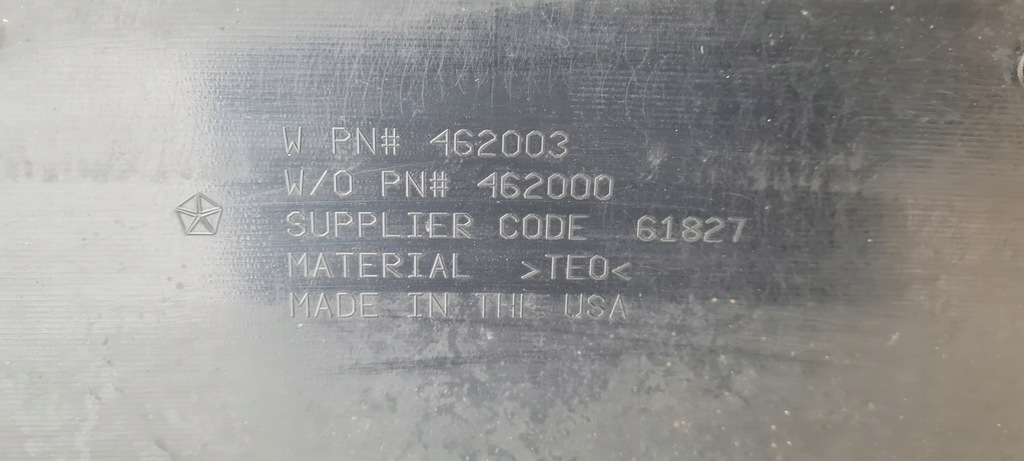 W PN# 462003
W/O PN# 462000
SUPPLIER CODE 61827
MATERIAL >TEO<
MADE IN THE USA